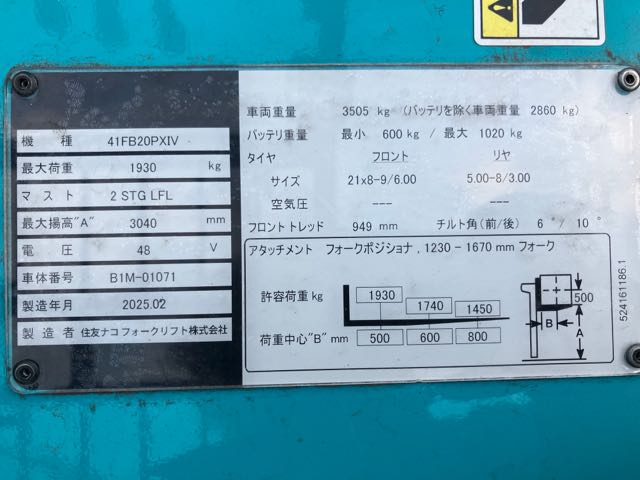 機 種 41FB20PXIV
最大荷重 1930 kg
マスト 2 STG LFL
最大揚高"A" 3040 mm
電 圧 48 V
車体番号 B1M-01071
製造年月 2025.02
製造者 住友ナコ フォークリフト株式会社
車両重量 3505 kg (バッテリを除く車両重量 2860 kg)
バッテリ重量 最小 600 kg / 最大 1020 kg
タイヤ フロント リヤ
サイズ 21x8-9/6.00 5.00-8/3.00
空気圧 --- ---
フロントトレッド 949 mm チルト角(前/後) 6 °/ 10 °
アタッチメント フォークポジショナ, 1230 - 1670 mm フォーク
許容荷重 kg 1930 1740 1450
荷重中心"B" mm 500 600 800
500
B
A
524161186.1